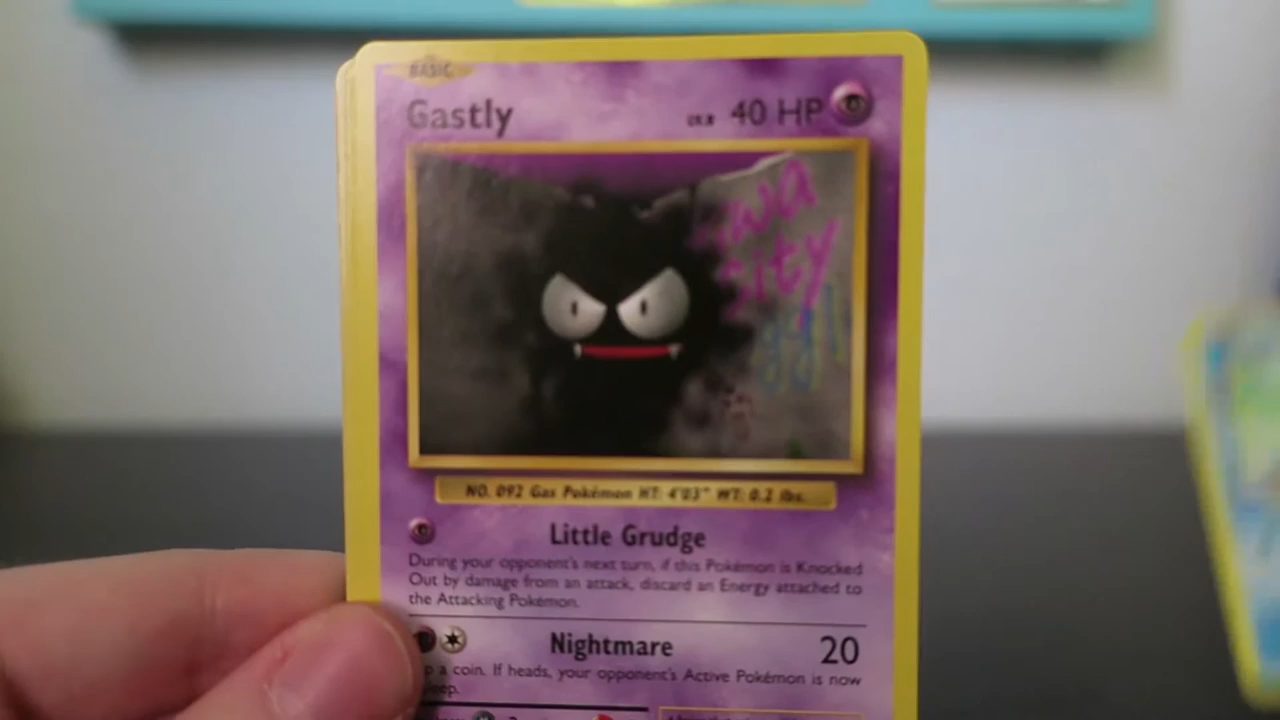 BASIC
Gastly
LV.8 40 HP
NO. 092 Gas Pokémon HT: 4'03" WT: 0.2 lbs.
Little Grudge
During your opponent's next turn, if this Pokémon is Knocked
Out by damage from an attack, discard an Energy attached to
the Attacking Pokémon.
Nightmare 20
a coin. If heads, your opponent's Active Pokémon is now